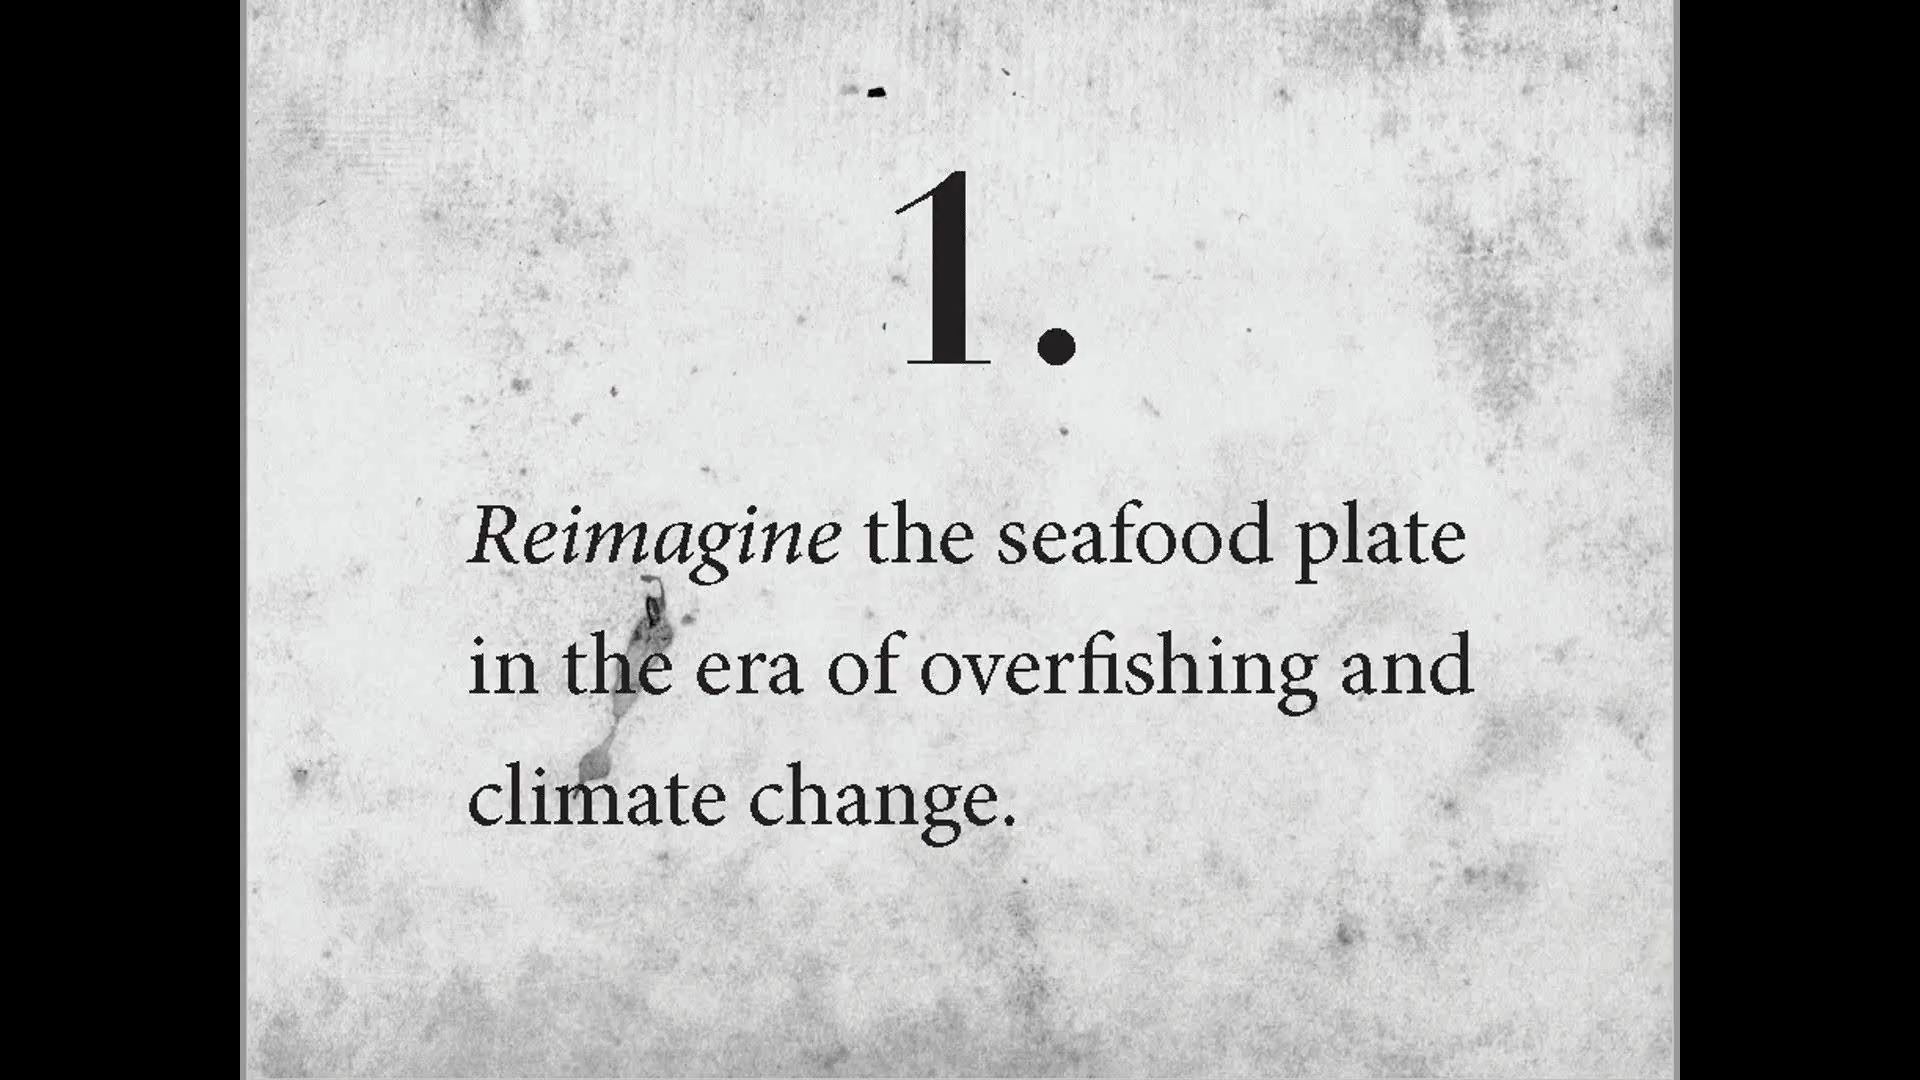 1.
Reimagine the seafood plate
in the era of overfishing and
climate change.